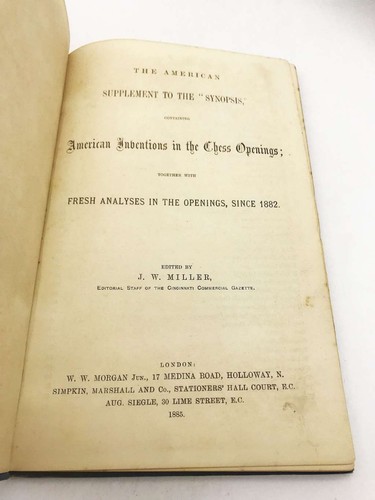 THE AMERICAN
SUPPLEMENT TO THE "SYNOPSIS,"
CONTAINING
American Inventions in the Chess Openings;
TOGETHER WITH
FRESH ANALYSES IN THE OPENINGS, SINCE 1882.
EDITED BY
J. W. MILLER,
EDITORIAL STAFF OF THE CINCINNATI COMMERCIAL GAZETTE.
LONDON:
W. W. MORGAN JUN., 17 MEDINA ROAD, HOLLOWAY, N.
SIMPKIN, MARSHALL AND CO., STATIONERS' HALL COURT, E.C.
AUG. SIEGLE, 30 LIME STREET, E.C.
1885.